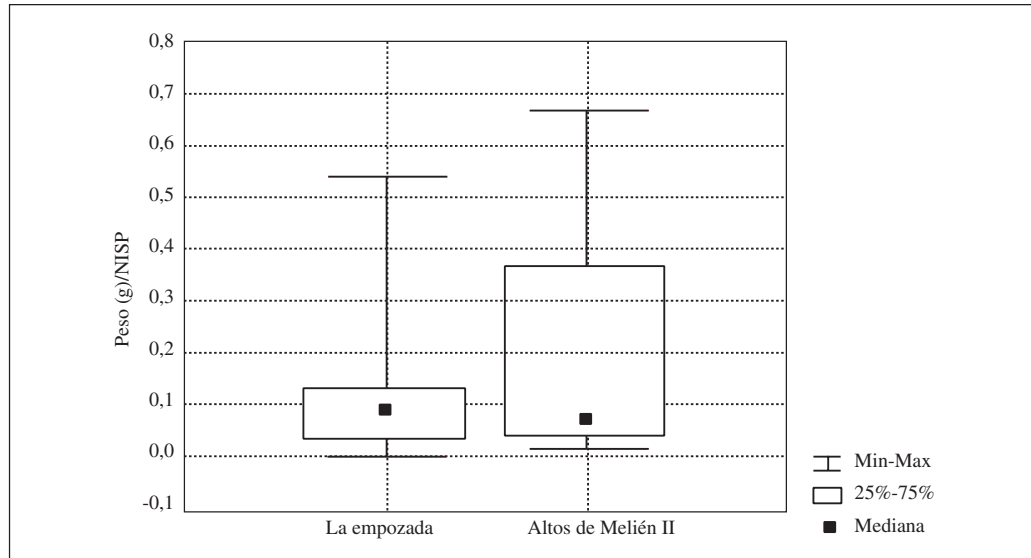 0,8
0,7
0,6
0,5
0,4
0,3
0,2
0,1
0,0
-0,1
Peso (g)/NISP
La empozada
Altos de Melién II
Min-Max
25%-75%
Mediana